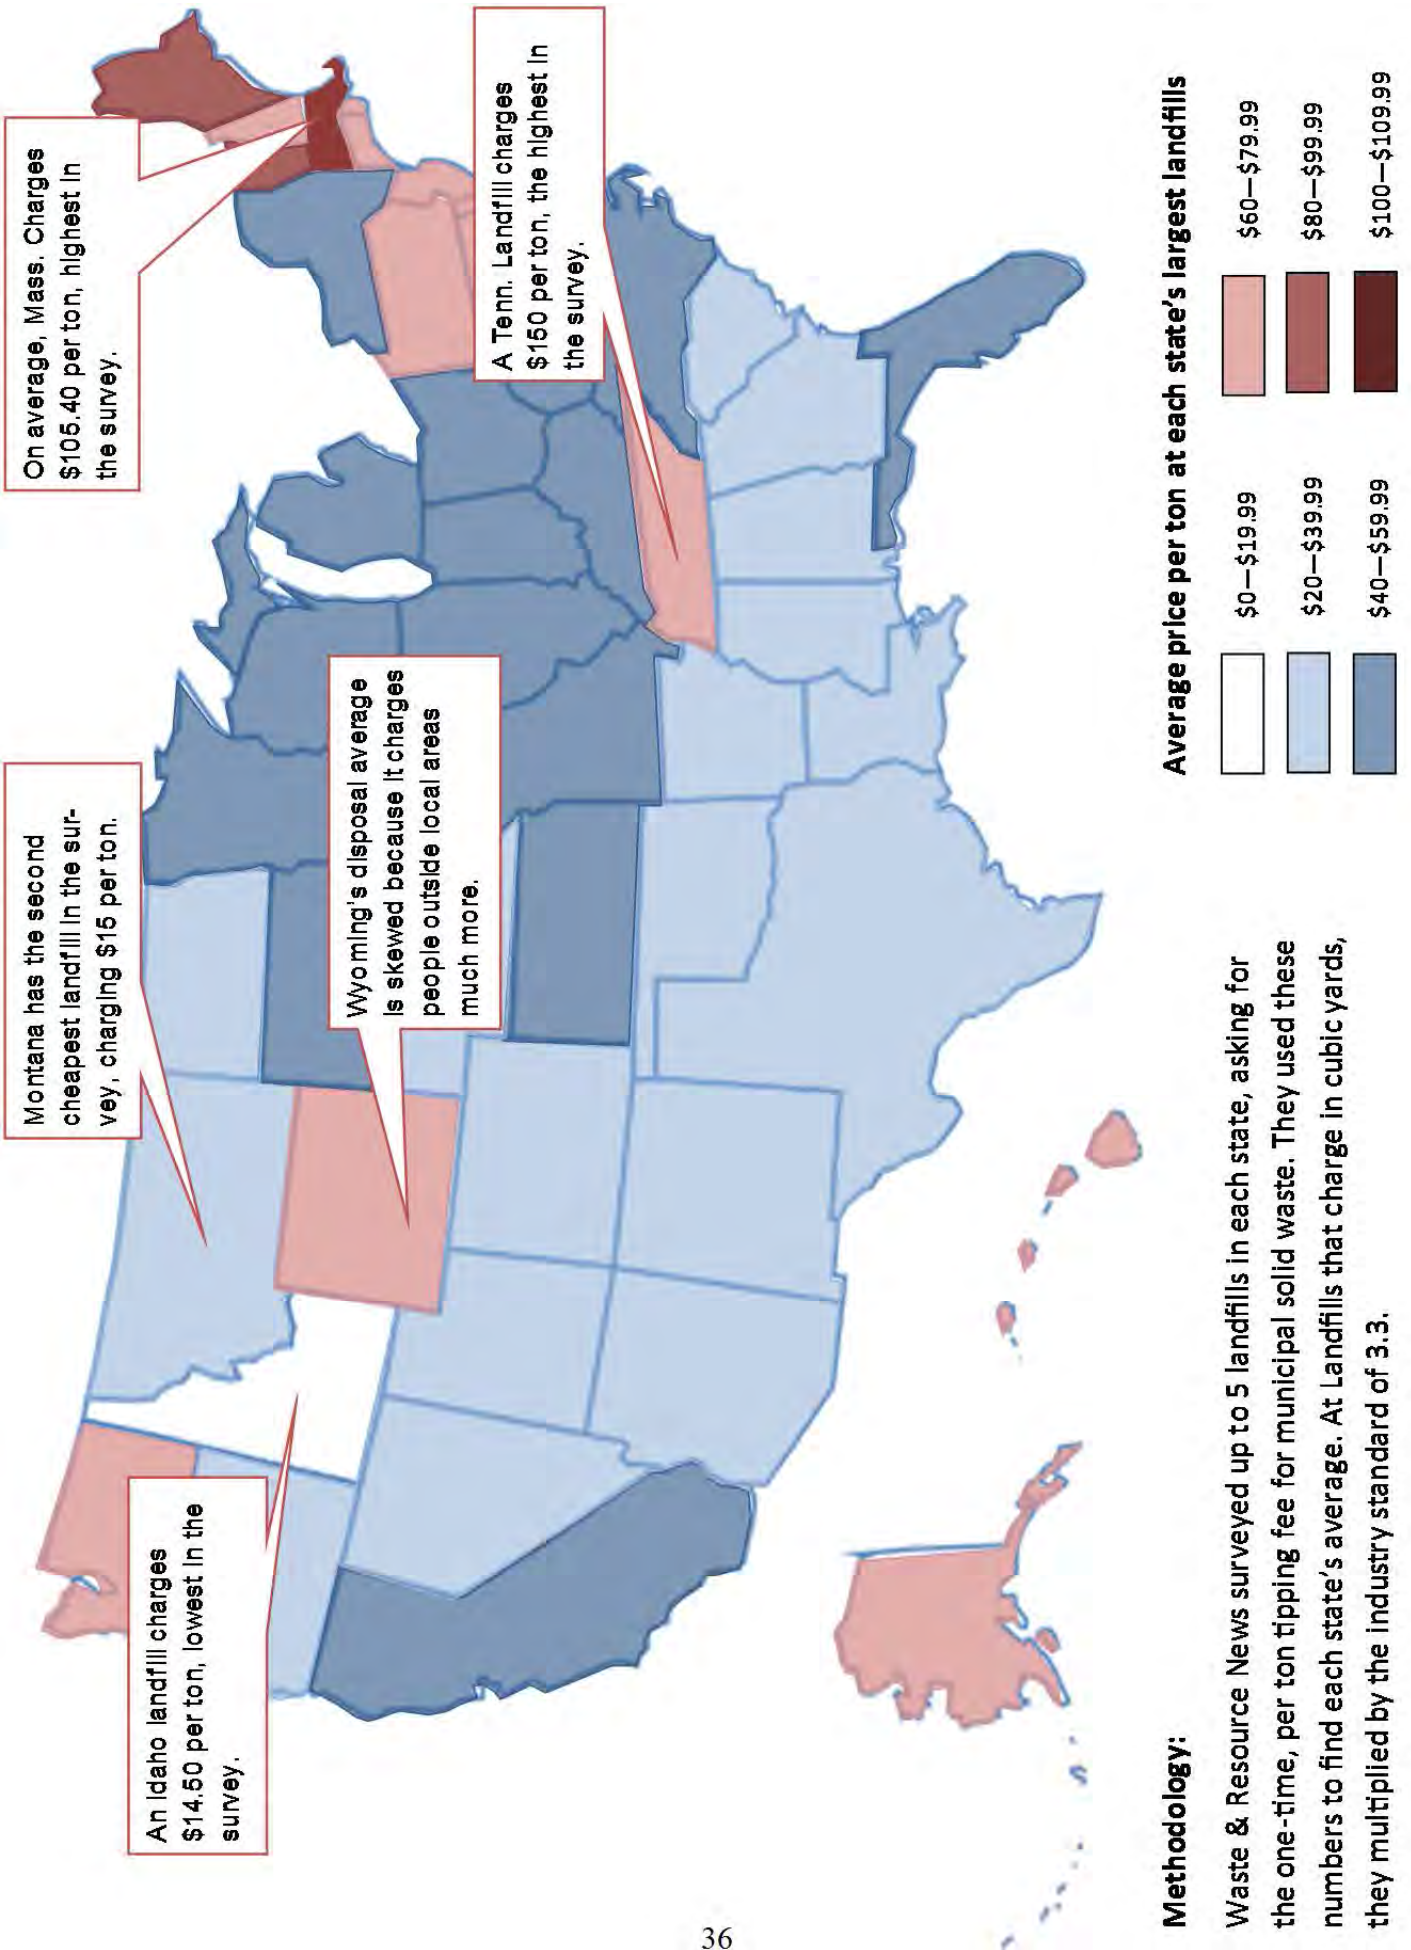 Montana has the second
cheapest landfill in the sur-
vey, charging $15 per ton.
On average, Mass. Charges
$105.40 per ton, highest in
the survey.
An Idaho landfill charges
$14.50 per ton, lowest in the
survey.
Wyoming's disposal average
is skewed because it charges
people outside local areas
much more.
A Tenn. Landfill charges
$150 per ton, the highest in
the survey.
Methodology:
Waste & Resource News surveyed up to 5 landfills in each state, asking for
the one-time, per ton tipping fee for municipal solid waste. They used these
numbers to find each state's average. At Landfills that charge in cubic yards,
they multiplied by the industry standard of 3.3.
Average price per ton at each state's largest landfills
$0—$19.99
$60—$79.99
$20—$39.99
$80—$99.99
$40—$59.99
$100—$109.99
36